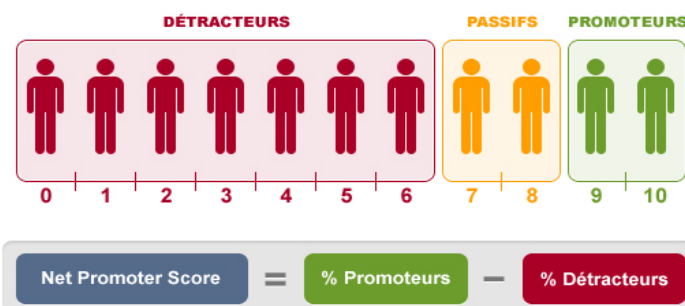 DÉTRACTEURS PASSIFS PROMOTEURS
0 1 2 3 4 5 6 7 8 9 10
Net Promoter Score = % Promoteurs − % Détracteurs